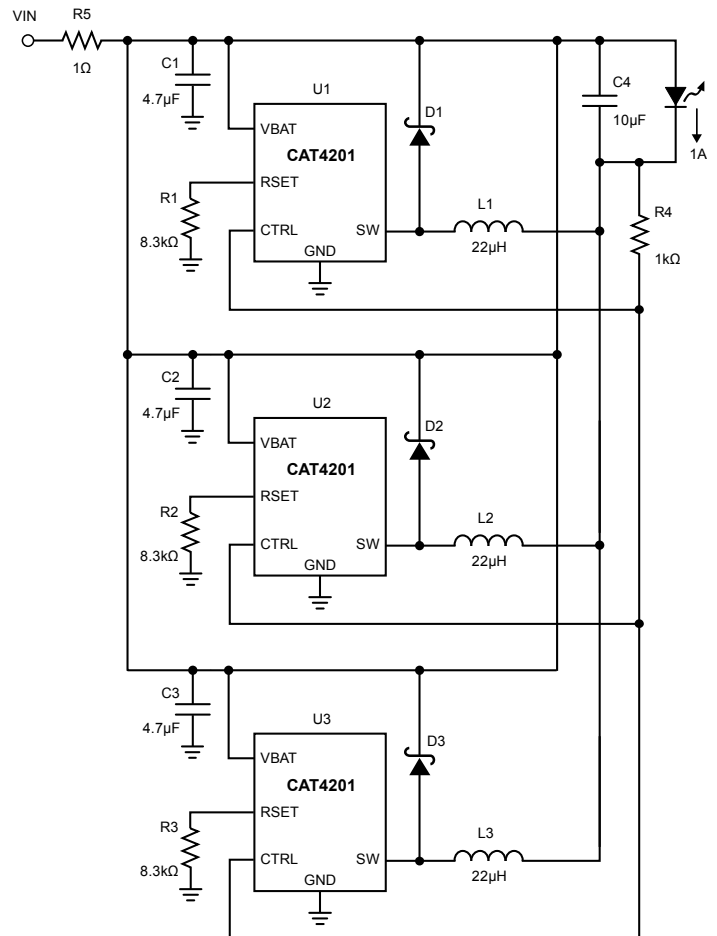 VIN
R5
1Ω
C1
4.7µF
U1
VBAT
CAT4201
RSET
CTRL
SW
GND
R1
8.3kΩ
D1
L1
22µH
C4
10µF
1A
R4
1kΩ
C2
4.7µF
U2
VBAT
CAT4201
RSET
CTRL
SW
GND
R2
8.3kΩ
D2
L2
22µH
C3
4.7µF
U3
VBAT
CAT4201
RSET
CTRL
SW
GND
R3
8.3kΩ
D3
L3
22µH